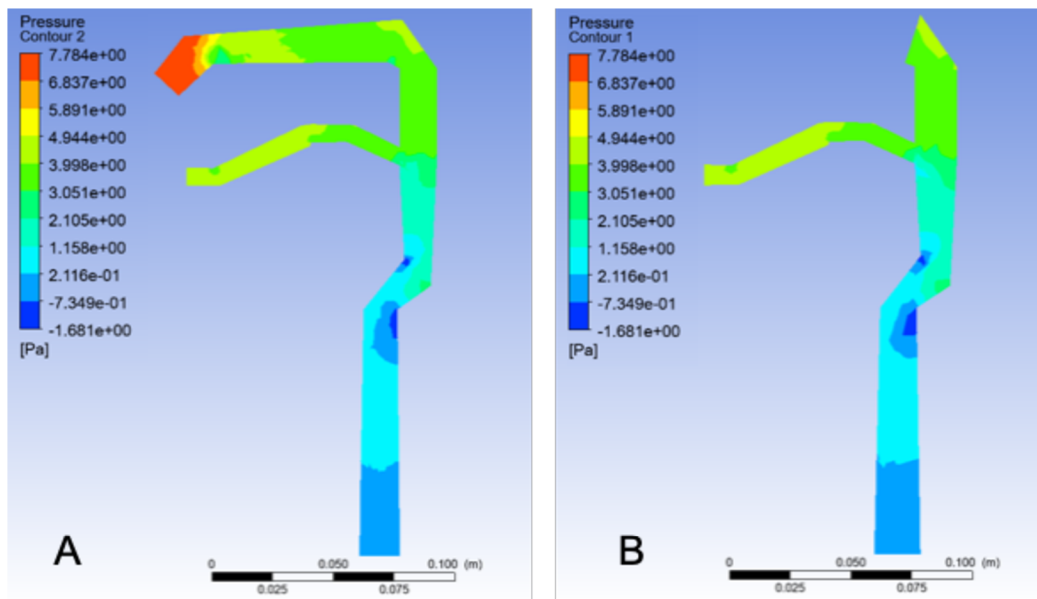 Pressure
Contour 2
7.784e+00
6.837e+00
5.891e+00
4.944e+00
3.998e+00
3.051e+00
2.105e+00
1.158e+00
2.116e-01
-7.349e-01
-1.681e+00
[Pa]
A
0 0.050 0.100 (m)
0.025 0.075
Pressure
Contour 1
7.784e+00
6.837e+00
5.891e+00
4.944e+00
3.998e+00
3.051e+00
2.105e+00
1.158e+00
2.116e-01
-7.349e-01
-1.681e+00
[Pa]
B
0 0.050 0.100 (m)
0.025 0.075